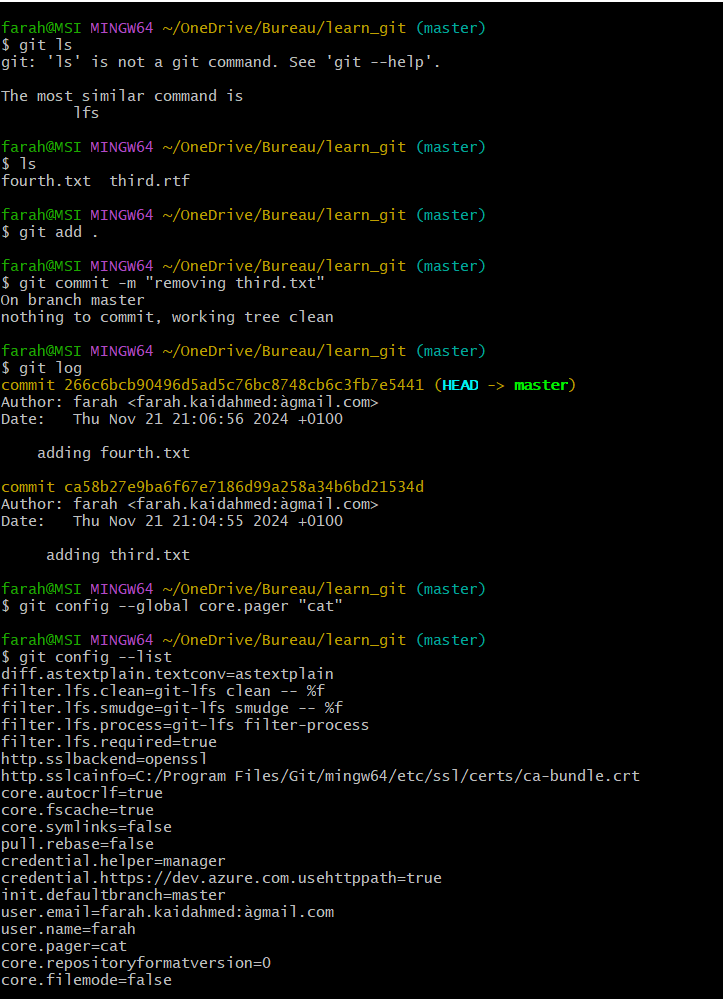 farah@MSI MINGW64 ~/OneDrive/Bureau/learn_git (master)
$ git ls
git: 'ls' is not a git command. See 'git --help'.
The most similar command is
lfs
farah@MSI MINGW64 ~/OneDrive/Bureau/learn_git (master)
$ ls
fourth.txt  third.rtf
farah@MSI MINGW64 ~/OneDrive/Bureau/learn_git (master)
$ git add .
farah@MSI MINGW64 ~/OneDrive/Bureau/learn_git (master)
$ git commit -m "removing third.txt"
On branch master
nothing to commit, working tree clean
farah@MSI MINGW64 ~/OneDrive/Bureau/learn_git (master)
$ git log
commit 266c6bcb90496d5ad5c76bc8748cb6c3fb7e5441 (HEAD -> master)
Author: farah <farah.kaidahmed:àgmail.com>
Date:   Thu Nov 21 21:06:56 2024 +0100
adding fourth.txt
commit ca58b27e9ba6f67e7186d99a258a34b6bd21534d
Author: farah <farah.kaidahmed:àgmail.com>
Date:   Thu Nov 21 21:04:55 2024 +0100
adding third.txt
farah@MSI MINGW64 ~/OneDrive/Bureau/learn_git (master)
$ git config --global core.pager "cat"
farah@MSI MINGW64 ~/OneDrive/Bureau/learn_git (master)
$ git config --list
diff.astextplain.textconv=astextplain
filter.lfs.clean=git-lfs clean -- %f
filter.lfs.smudge=git-lfs smudge -- %f
filter.lfs.process=git-lfs filter-process
filter.lfs.required=true
http.sslbackend=openssl
http.sslcainfo=C:/Program Files/Git/mingw64/etc/ssl/certs/ca-bundle.crt
core.autocrlf=true
core.fscache=true
core.symlinks=false
pull.rebase=false
credential.helper=manager
credential.https://dev.azure.com.usehttppath=true
init.defaultbranch=master
user.email=farah.kaidahmed:àgmail.com
user.name=farah
core.pager=cat
core.repositoryformatversion=0
core.filemode=false